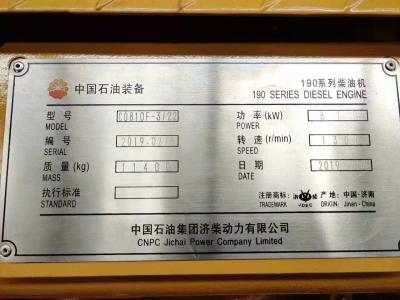 中国石油装备
190系列柴油机
190 SERIES DIESEL ENGINE
型号 MODEL
功率(kW) POWER
编号 SERIAL
转速(r/min) SPEED
质量(kg) MASS 11400
日期 DATE 2019
执行标准 STANDARD
注册商标: TRADEMARK JDEC
产地: 中国·济南
ORIGIN: Jinan - China
中国石油集团济柴动力有限公司
CNPC Jichai Power Company Limited